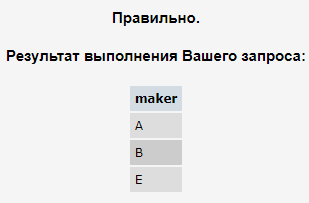 Правильно.
Результат выполнения Вашего запроса:
maker
A
B
E